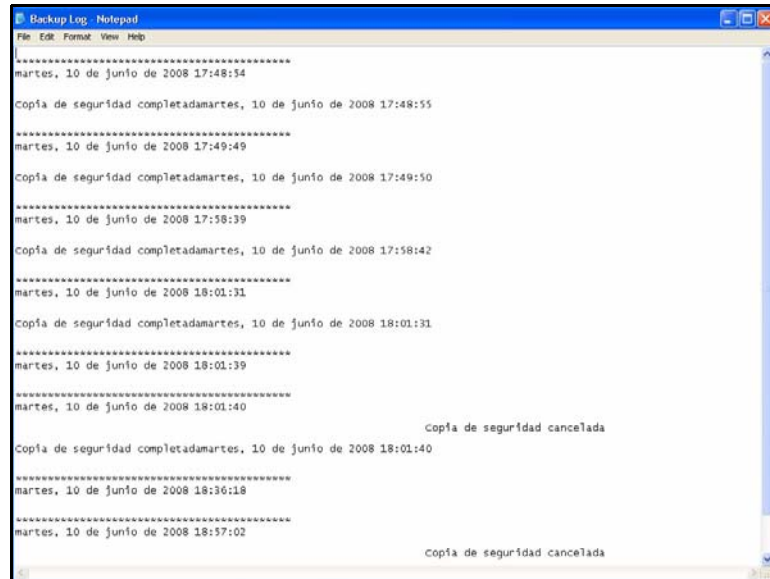 Backup Log - Notepad
File Edit Format View Help
*******************************************
martes, 10 de junio de 2008 17:48:54
Copia de seguridad completadamartes, 10 de junio de 2008 17:48:55
*******************************************
martes, 10 de junio de 2008 17:49:49
Copia de seguridad completadamartes, 10 de junio de 2008 17:49:50
*******************************************
martes, 10 de junio de 2008 17:58:39
Copia de seguridad completadamartes, 10 de junio de 2008 17:58:42
*******************************************
martes, 10 de junio de 2008 18:01:31
Copia de seguridad completadamartes, 10 de junio de 2008 18:01:31
*******************************************
martes, 10 de junio de 2008 18:01:39
*******************************************
martes, 10 de junio de 2008 18:01:40
Copia de seguridad cancelada
Copia de seguridad completadamartes, 10 de junio de 2008 18:01:40
*******************************************
martes, 10 de junio de 2008 18:36:18
*******************************************
martes, 10 de junio de 2008 18:57:02
Copia de seguridad cancelada